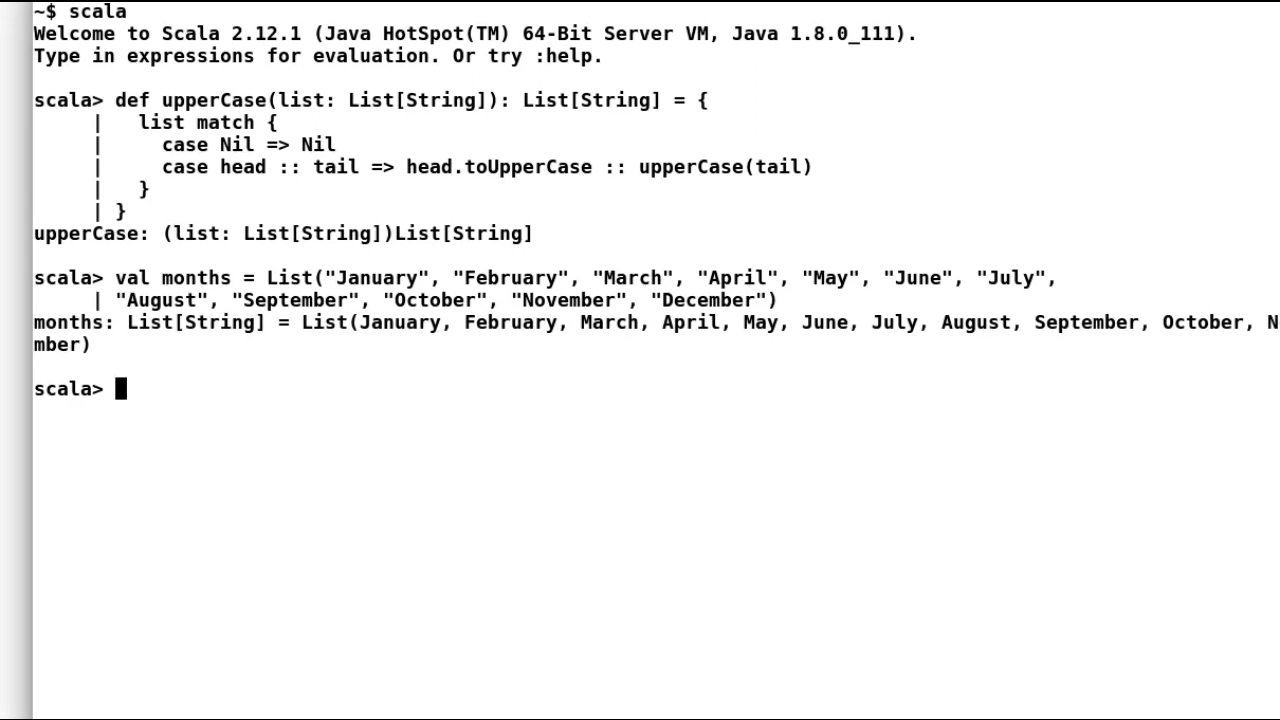 ~$ scala
Welcome to Scala 2.12.1 (Java HotSpot(TM) 64-Bit Server VM, Java 1.8.0_111).
Type in expressions for evaluation. Or try :help.
scala> def upperCase(list: List[String]): List[String] = {
     |   list match {
     |     case Nil => Nil
     |     case head :: tail => head.toUpperCase :: upperCase(tail)
     |   }
     | }
upperCase: (list: List[String])List[String]
scala> val months = List("January", "February", "March", "April", "May", "June", "July",
     | "August", "September", "October", "November", "December")
months: List[String] = List(January, February, March, April, May, June, July, August, September, October, N
mber)
scala>